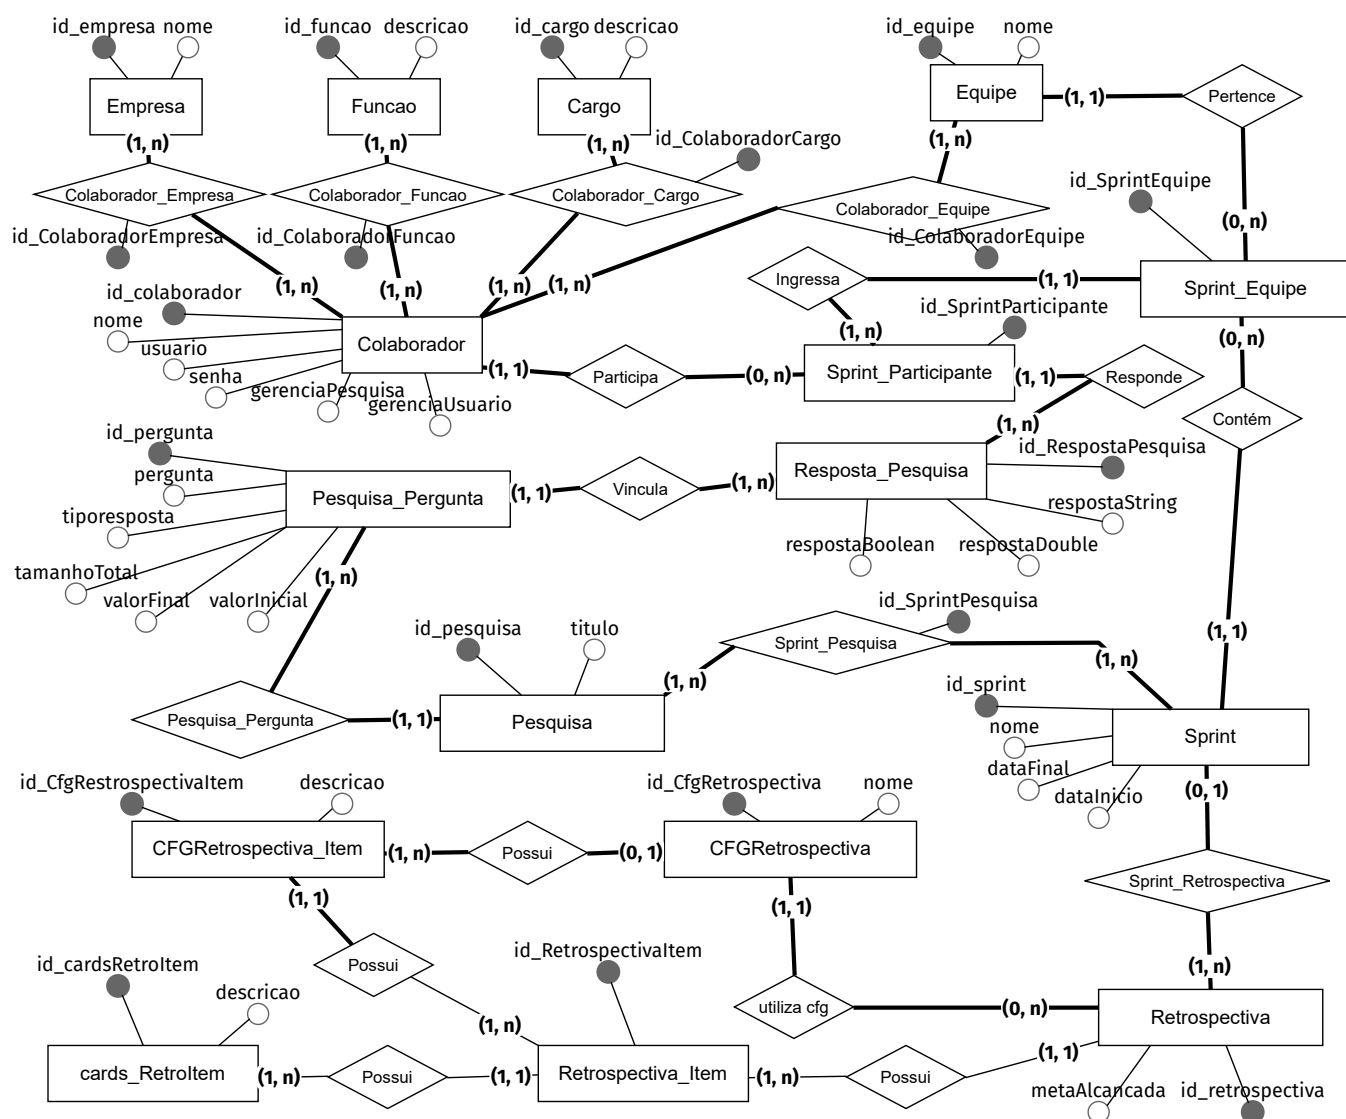 id_empresa nome
id_funcao descricao
id_cargo descricao
id_equipe nome
Empresa
Funcao
Cargo
Equipe
(1, 1)
Pertence
(1, n)
(1, n)
(1, n)
(1, n)
id_ColaboradorCargo
Colaborador_Empresa
Colaborador_Funcao
Colaborador_Cargo
Colaborador_Equipe
id_SprintEquipe
(0, n)
id_ColaboradorEmpresa
id_ColaboradorFuncao
id_ColaboradorEquipe
(1, n)
(1, n)
(1, n)
(1, n)
Ingressa
(1, 1)
Sprint_Equipe
id_colaborador
nome
usuario
senha
gerenciaPesquisa
gerenciaUsuario
Colaborador
(1, 1)
Participa
(0, n)
(1, n)
id_SprintParticipante
Sprint_Participante
(1, 1)
Responde
(0, n)
Contém
(1, n)
id_pergunta
pergunta
tiporesposta
tamanhoTotal
valorFinal
valorInicial
Pesquisa_Pergunta
(1, 1)
Vincula
(1, n)
Resposta_Pesquisa
id_RespostaPesquisa
respostaString
respostaBoolean
respostaDouble
(1, n)
id_pesquisa
titulo
id_SprintPesquisa
Sprint_Pesquisa
(1, 1)
(1, n)
(1, n)
Pesquisa_Pergunta
(1, 1)
Pesquisa
id_sprint
nome
dataFinal
dataInicio
Sprint
id_CfgRestrospectivaItem
descricao
id_CfgRetrospectiva
nome
(0, 1)
CFGRetrospectiva_Item
(1, n)
Possui
(0, 1)
CFGRetrospectiva
Sprint_Retrospectiva
(1, 1)
(1, 1)
id_cardsRetroItem
descricao
Possui
id_RetrospectivaItem
(1, n)
utiliza cfg
(0, n)
Retrospectiva
(1, n)
(1, 1)
cards_RetroItem
(1, n)
Possui
(1, 1)
Retrospectiva_Item
(1, n)
Possui
metaAlcancada
id_retrospectiva